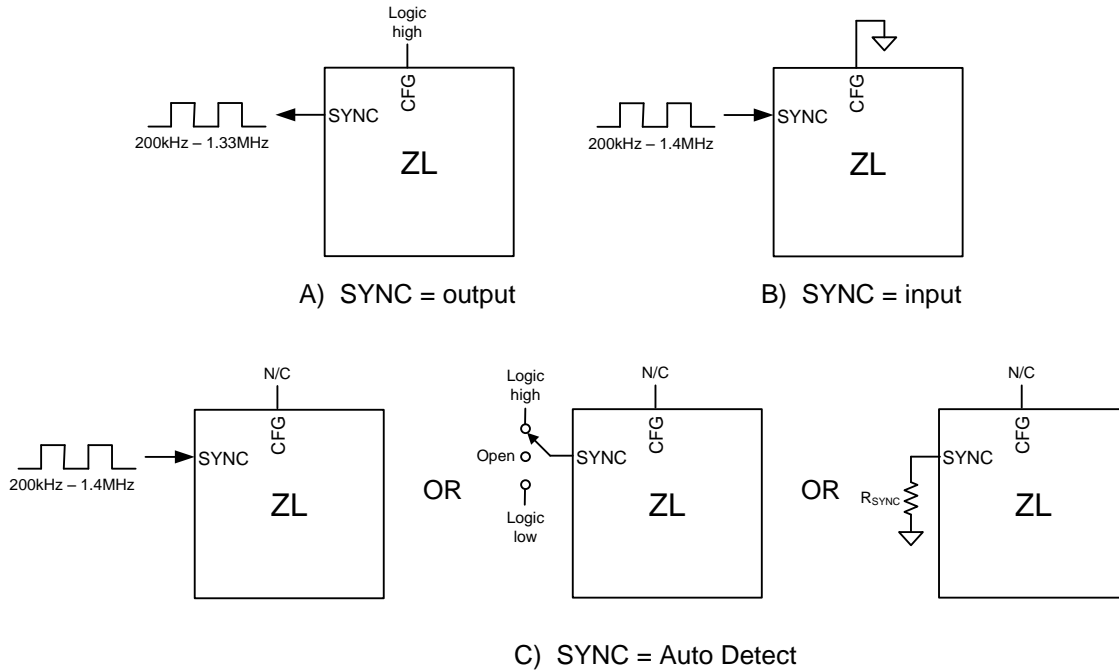 Logic
high
CFG
SYNC
200kHz – 1.33MHz
ZL
A) SYNC = output
CFG
SYNC
200kHz – 1.4MHz
ZL
B) SYNC = input
N/C
CFG
SYNC
200kHz – 1.4MHz
ZL
OR
Logic
high
Open
Logic
low
N/C
CFG
SYNC
ZL
OR
N/C
CFG
SYNC
RSYNC
ZL
C) SYNC = Auto Detect